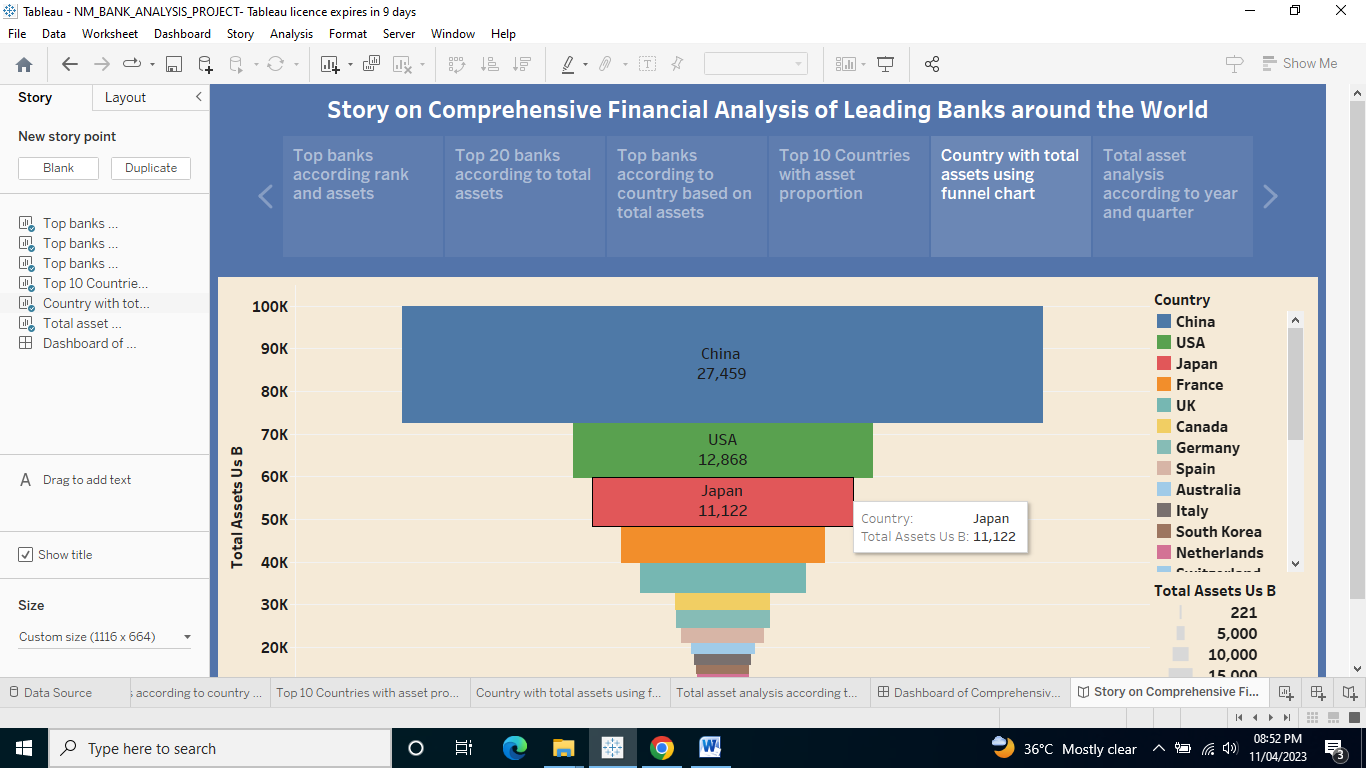 Tableau - NM_BANK_ANALYSIS_PROJECT- Tableau licence expires in 9 days
File Data Worksheet Dashboard Story Analysis Format Server Window Help
Show Me
Story Layout
New story point
Blank Duplicate
Top banks ...
Top banks ...
Top banks ...
Top 10 Countrie...
Country with tot...
Total asset ...
Dashboard of ...
A Drag to add text
Show title
Size
Custom size (1116 x 664)
Story on Comprehensive Financial Analysis of Leading Banks around the World
Top banks
according rank
and assets
Top 20 banks
according to total
assets
Top banks
according to
country based on
total assets
Top 10 Countries
with asset
proportion
Country with total
assets using
funnel chart
Total asset
analysis
according to year
and quarter
Total Assets Us B
100K
90K
80K
70K
60K
50K
40K
30K
20K
China
27,459
USA
12,868
Japan
11,122
Country: Japan
Total Assets Us B: 11,122
Country
China
USA
Japan
France
UK
Canada
Germany
Spain
Australia
Italy
South Korea
Netherlands
Switzerland
Total Assets Us B
221
5,000
10,000
15,000
Data Source s according to country ... Top 10 Countries with asset pro... Country with total assets using f... Total asset analysis according t... Dashboard of Comprehensiv... Story on Comprehensive Fi...
Type here to search
36°C Mostly clear
08:52 PM
11/04/2023
3